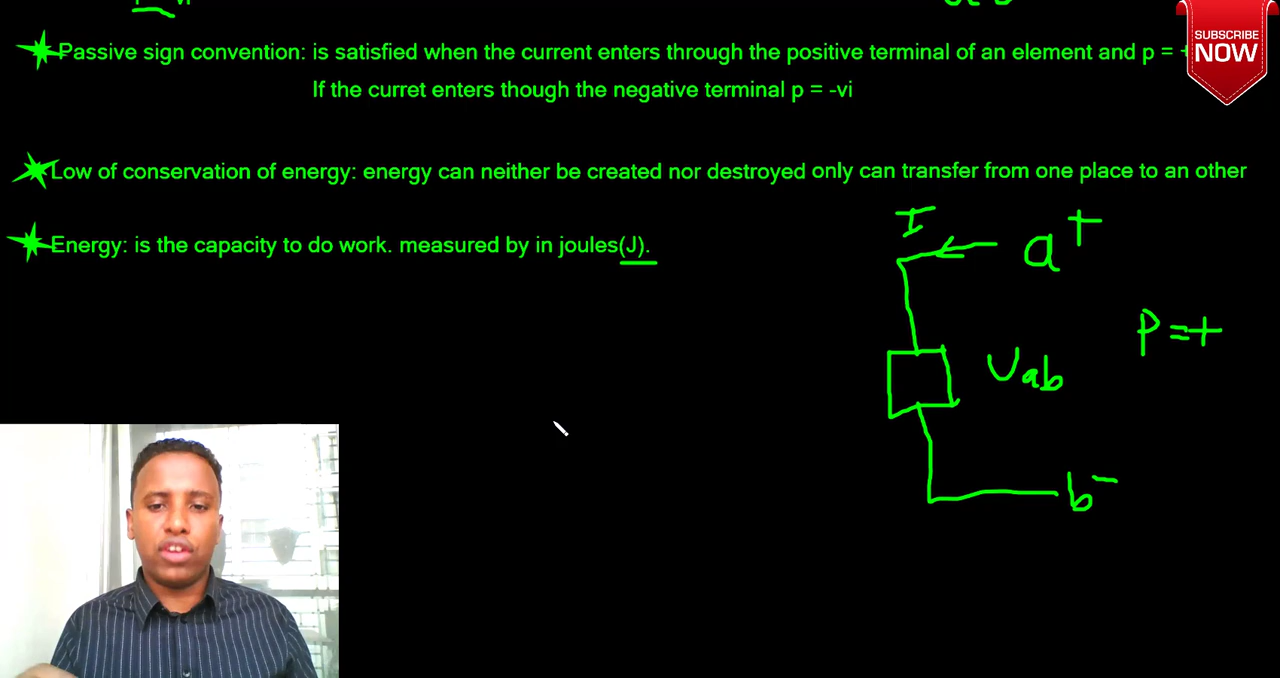 SUBSCRIBE
NOW
Passive sign convention: is satisfied when the current enters through the positive terminal of an element and p =
If the curret enters though the negative terminal p = -vi
Low of conservation of energy: energy can neither be created nor destroyed only can transfer from one place to an other
Energy: is the capacity to do work. measured by in joules(J).
I
a+
P=+
Vab
b-